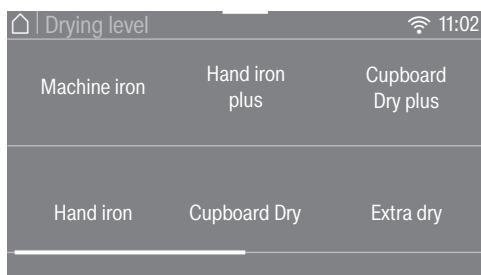 Drying level 11:02
Machine iron
Hand iron
plus
Cupboard
Dry plus
Hand iron
Cupboard Dry
Extra dry